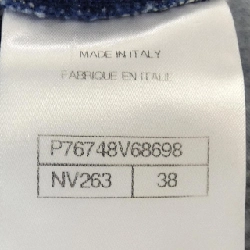 MADE IN ITALY
FABRIQUE EN ITALIE
P76748V68698
NV263 38